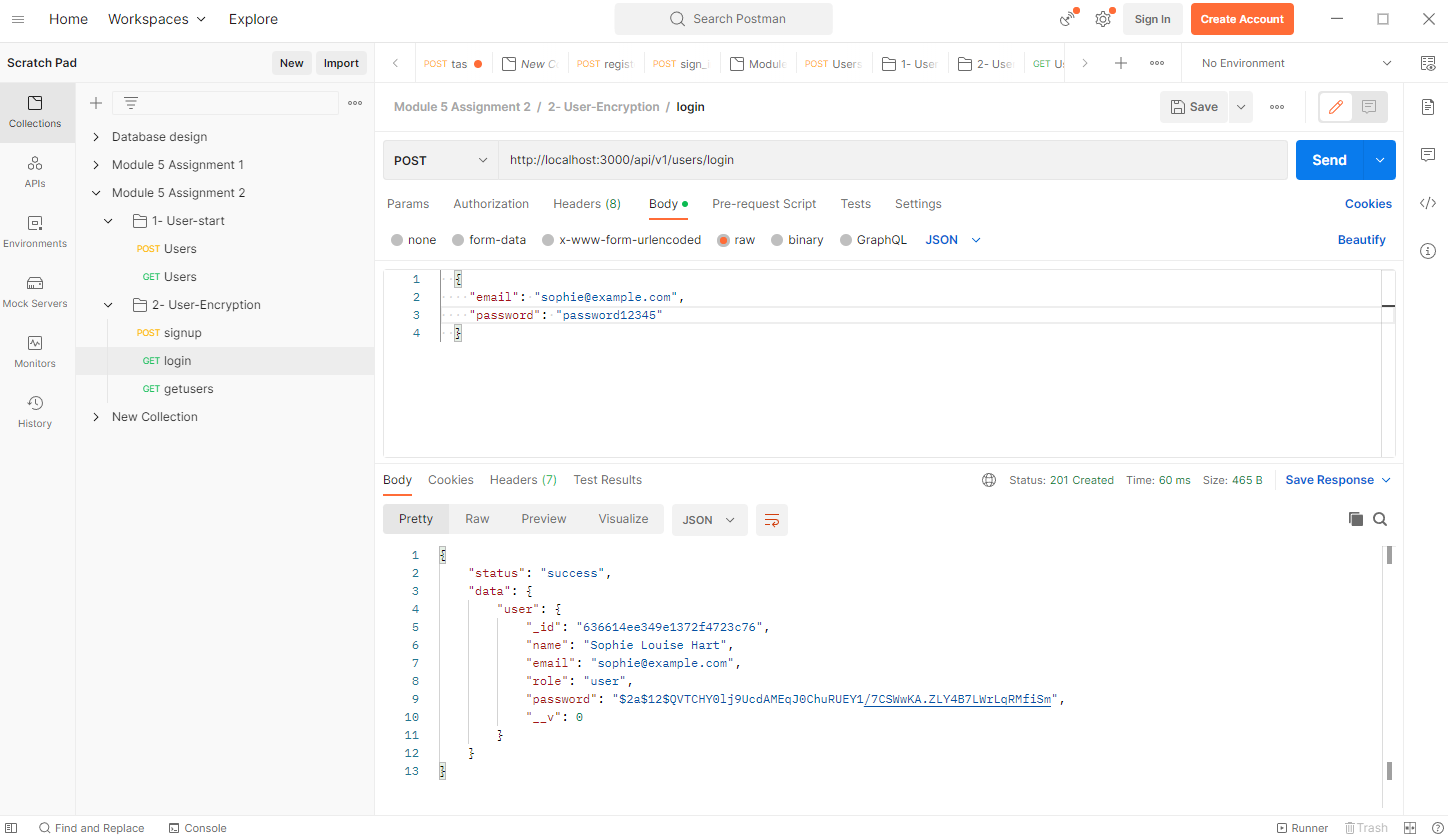 Home Workspaces Explore Search Postman Sign In Create Account
Scratch Pad New Import
POST tas New C POST regist POST sign_ Module POST Users 1- User 2- User GET Us No Environment
Collections
APIs
Environments
Mock Servers
Monitors
History
Database design
Module 5 Assignment 1
Module 5 Assignment 2
1- User-start
POST Users
GET Users
2- User-Encryption
POST signup
GET login
GET getusers
New Collection
Module 5 Assignment 2 / 2- User-Encryption / login Save
POST http://localhost:3000/api/v1/users/login Send
Params Authorization Headers (8) Body Pre-request Script Tests Settings Cookies
none form-data x-www-form-urlencoded raw binary GraphQL JSON Beautify
1 {
2 "email": "sophie@example.com",
3 "password": "password12345"
4 }
Body Cookies Headers (7) Test Results Status: 201 Created Time: 60 ms Size: 465 B Save Response
Pretty Raw Preview Visualize JSON
1 {
2 "status": "success",
3 "data": {
4 "user": {
5 "_id": "636614ee349e1372f4723c76",
6 "name": "Sophie Louise Hart",
7 "email": "sophie@example.com",
8 "role": "user",
9 "password": "$2a$12$QVTCHY0lj9UcdAMEqJ0ChuRUEY1/7CSWwKA.ZLY4B7LWrLqRMfiSm",
10 "__v": 0
11 }
12 }
13 }
Find and Replace Console Runner Trash